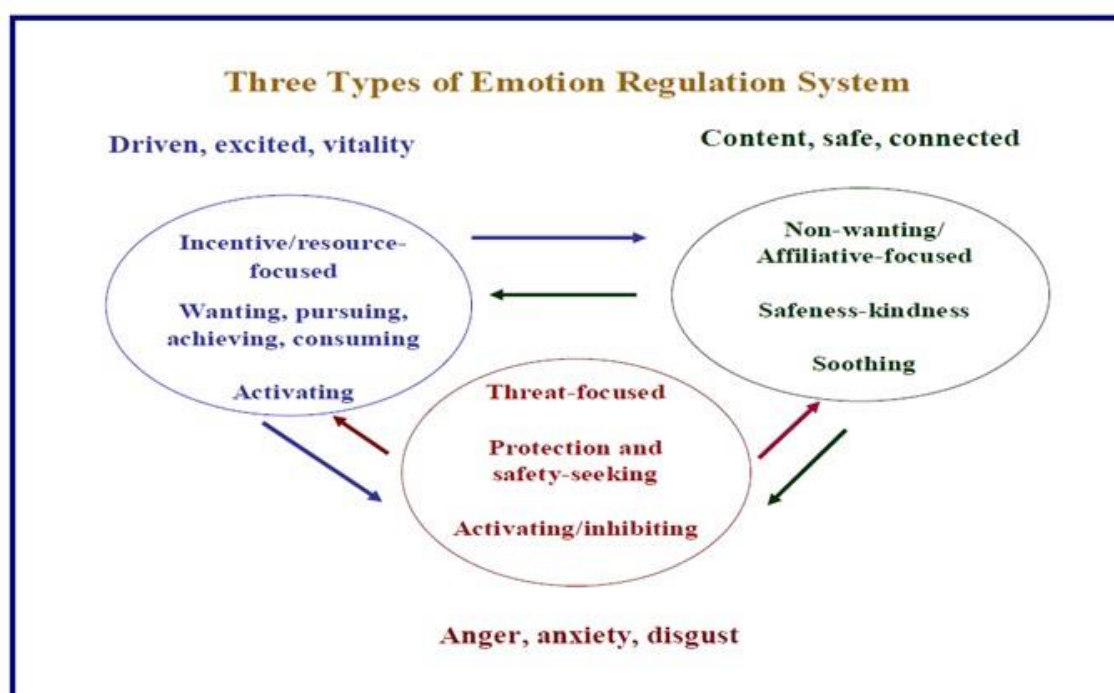 Three Types of Emotion Regulation System
Driven, excited, vitality
Content, safe, connected
Incentive/resource-
focused
Wanting, pursuing,
achieving, consuming
Activating
Non-wanting/
Affiliative-focused
Safeness-kindness
Soothing
Threat-focused
Protection and
safety-seeking
Activating/inhibiting
Anger, anxiety, disgust